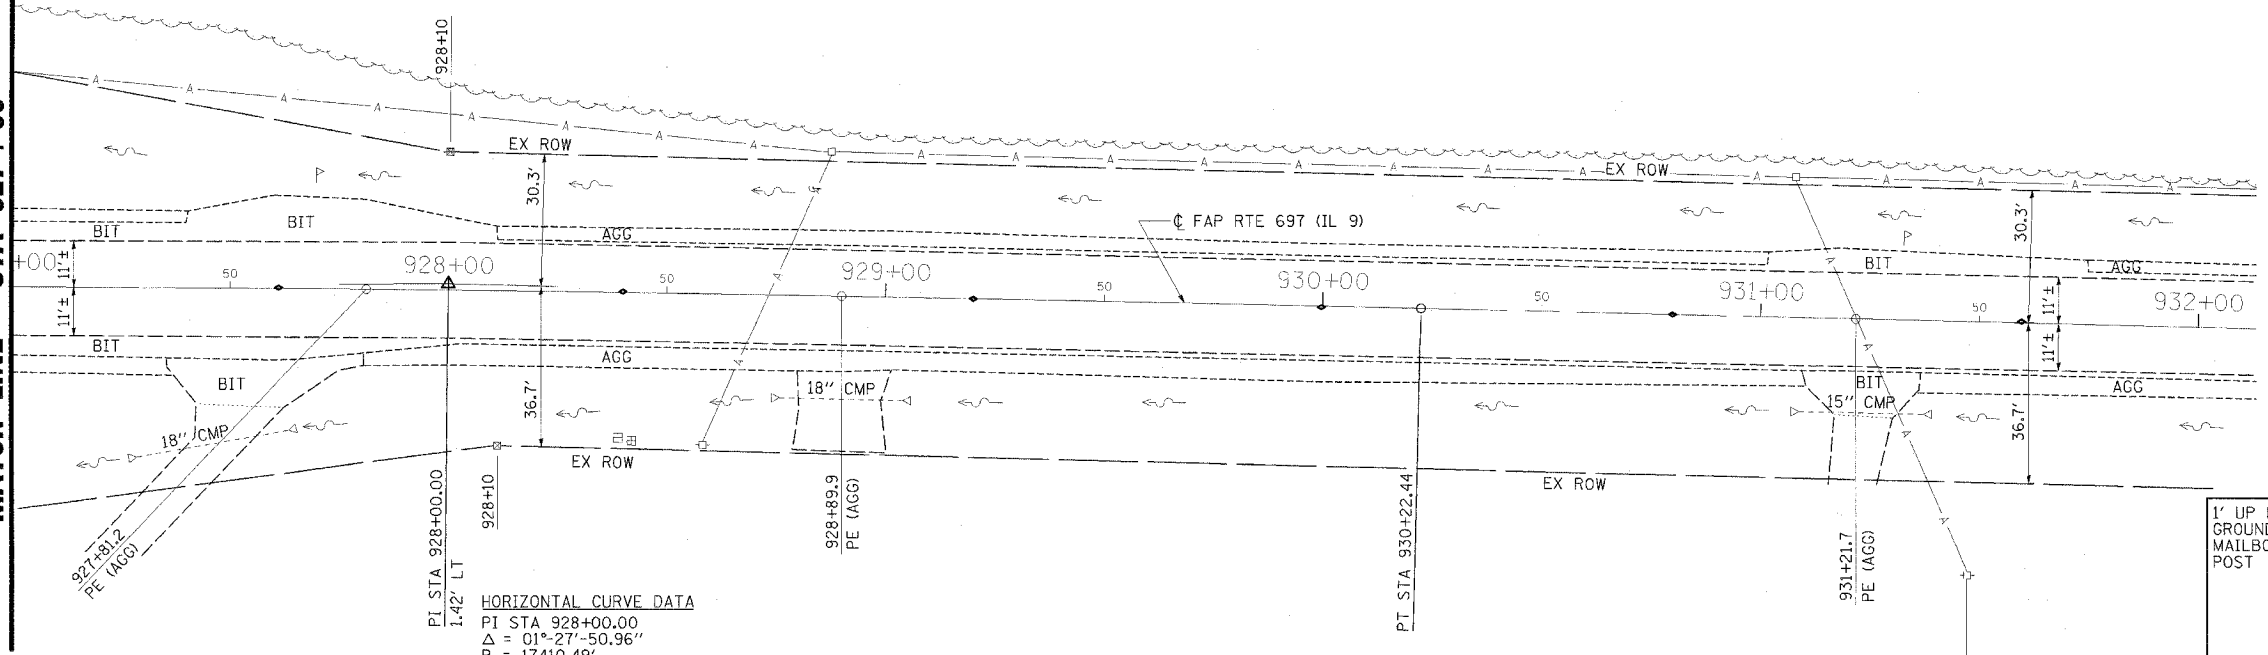 928+10
A A A A A A A A
EX ROW
A A A A A A A A
EX ROW
A A A A
P
30.3'
G
BIT
BIT
AGG
℄ FAP RTE 697 (IL 9)
P
30.3'
BIT
AGG
+00
11'±
50
928+00
50
929+00
50
930+00
50
931+00
50
11'±
932+00
11'±
A
A
11'±
BIT
AGG
BIT
18" CMP
BIT
AGG
15" CMP
36.7'
36.7'
18" CMP
EX ROW
EX ROW
927+81.2
PE (AGG)
PI STA 928+00.00
1.42' LT
928+10
928+89.9
PE (AGG)
PT STA 930+22.44
931+21.7
PE (AGG)
1' UP
GROUND
MAILBO
POST
HORIZONTAL CURVE DATA
PI STA 928+00.00
Δ = 01°-27'-50.96"